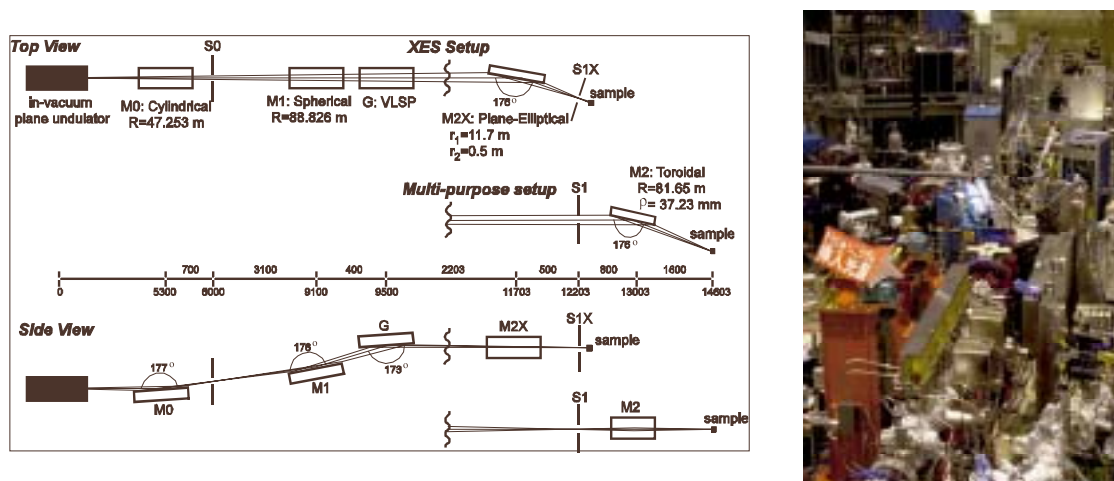 Top View
S0
XES Setup
in-vacuum
plane undulator
M0: Cylindrical
R=47.253 m
M1: Spherical
R=88.826 m
G: VLSP
176°
S1X
sample
M2X: Plane-Elliptical
r1=11.7 m
r2=0.5 m
Multi-purpose setup
S1
M2: Toroidal
R=81.65 m
ρ= 37.23 mm
176°
sample
700 3100 400 2203 500 800 1600
0 5300 6000 9100 9500 11703 12203 13003 14603
Side View
177°
M0
176°
M1
G
173°
M2X
S1X
sample
S1
M2
sample